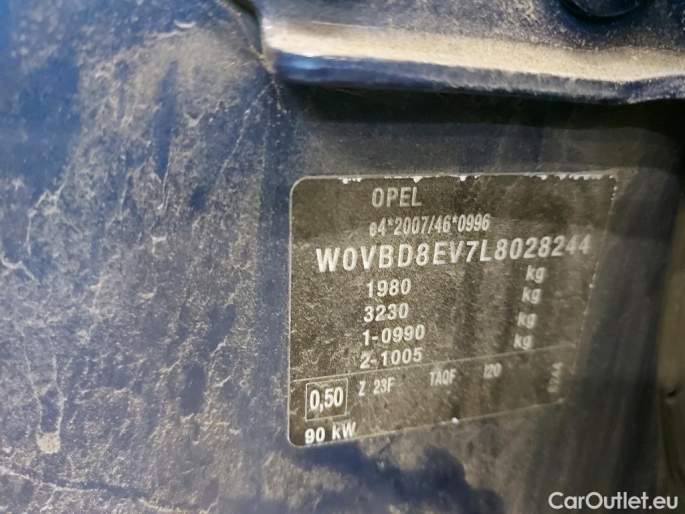 OPEL
e4*2007/46*0996
W0VBD8EV7L8028244
1980 kg
3230 kg
1-0990 kg
2-1005 kg
0,50 Z 23F TAQF I20
90 kW
CarOutlet.eu